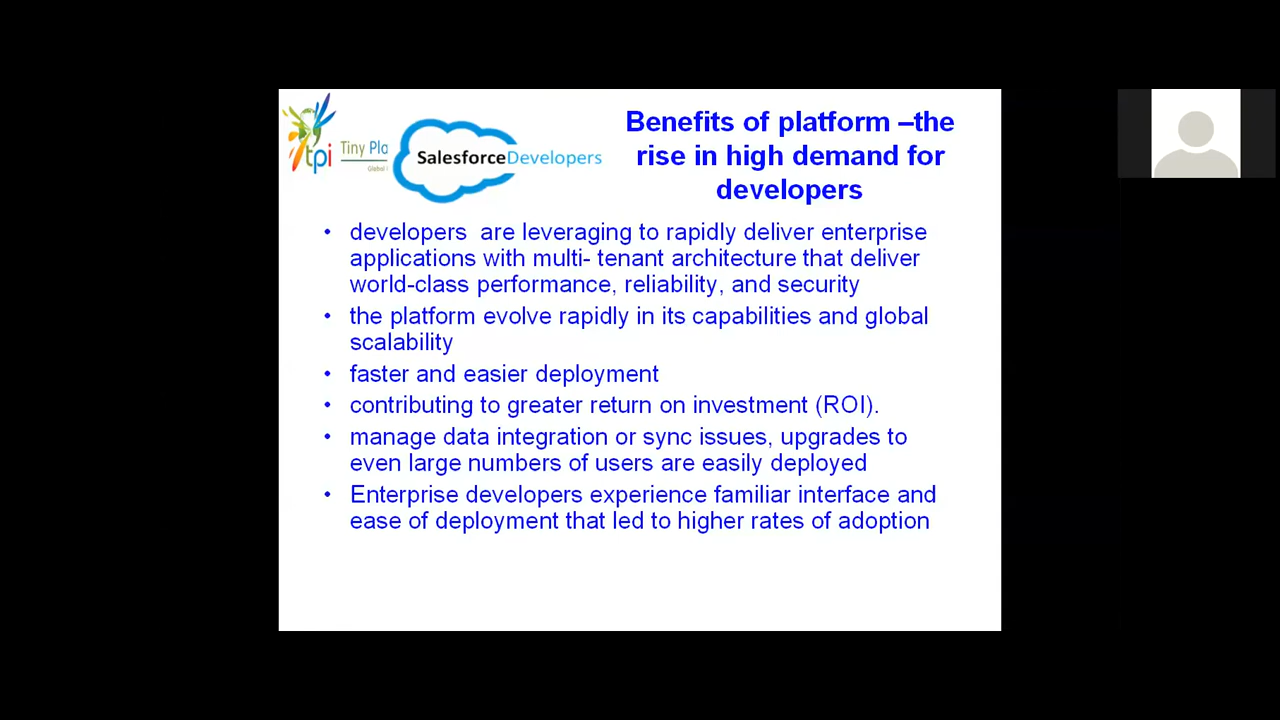 tpi
Tiny Pla
Global
SalesforceDevelopers
Benefits of platform –the
rise in high demand for
developers
• developers  are leveraging to rapidly deliver enterprise
applications with multi- tenant architecture that deliver
world-class performance, reliability, and security
• the platform evolve rapidly in its capabilities and global
scalability
• faster and easier deployment
• contributing to greater return on investment (ROI).
• manage data integration or sync issues, upgrades to
even large numbers of users are easily deployed
• Enterprise developers experience familiar interface and
ease of deployment that led to higher rates of adoption